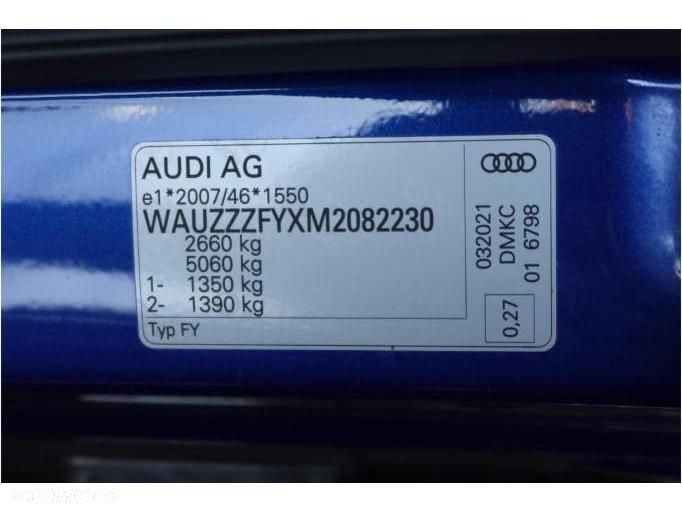 AUDI AG
e1*2007/46*1550
WAUZZZFYXM2082230
2660 kg
5060 kg
1- 1350 kg
2- 1390 kg
Typ FY
032021
DMKC
01 6798
0,27
otomoto